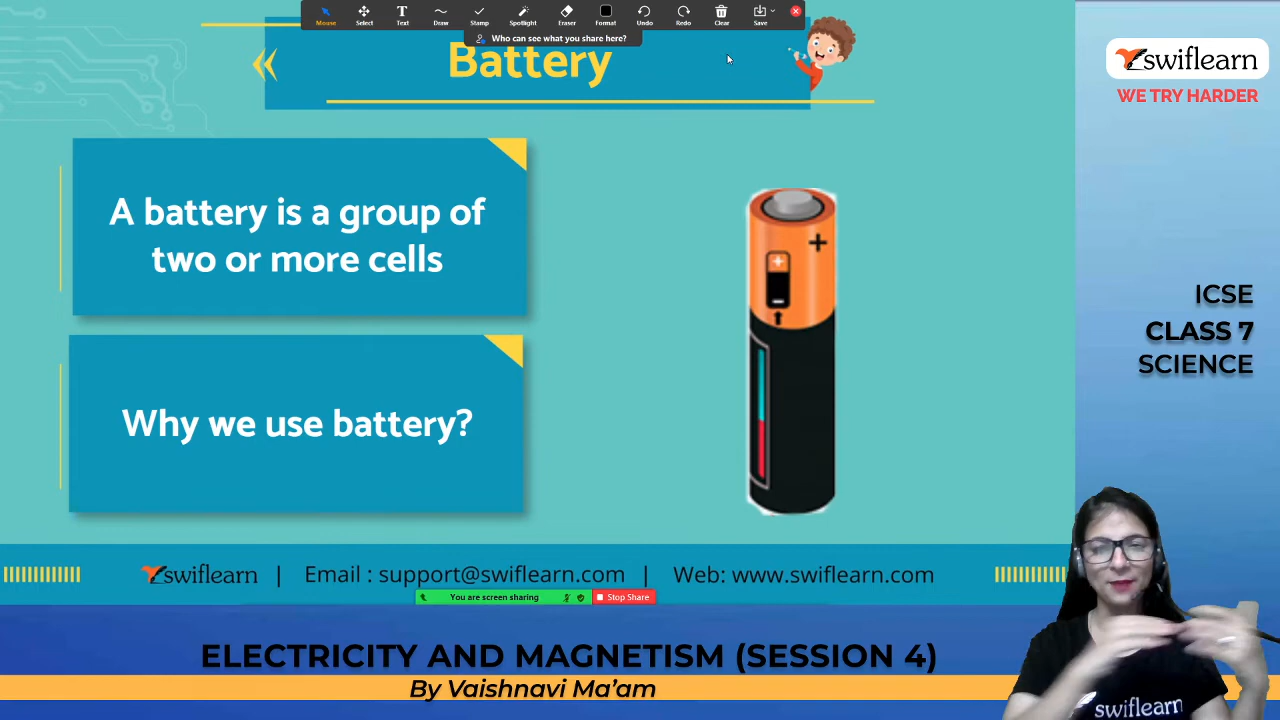 Mouse
Select
Text
Draw
Stamp
Spotlight
Eraser
Format
Undo
Redo
Clear
Save
Who can see what you share here?
Battery
swiflearn
WE TRY HARDER
A battery is a group of
two or more cells
+
Why we use battery?
ICSE
CLASS 7
SCIENCE
swiflearn | Email : support@swiflearn.com | Web: www.swiflearn.com
You are screen sharing
Stop Share
ELECTRICITY AND MAGNETISM (SESSION 4)
By Vaishnavi Ma'am
swiflearn